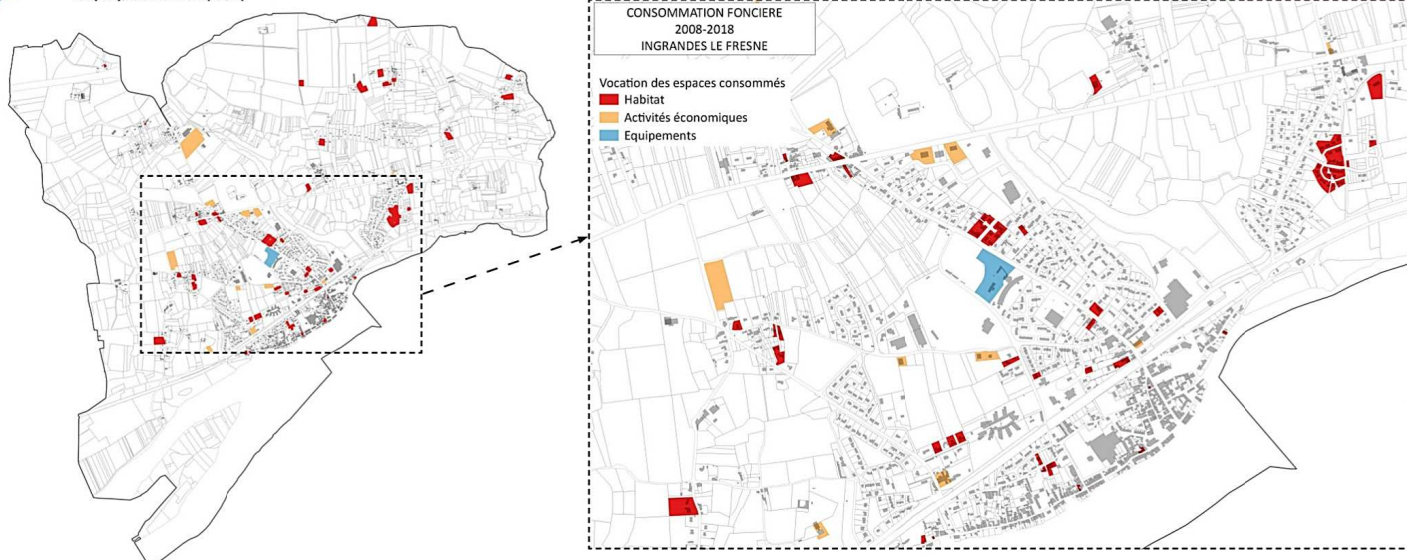 CONSOMMATION FONCIERE
2008-2018
INGRANDES LE FRESNE
Vocation des espaces consommés
Habitat
Activités économiques
Equipements